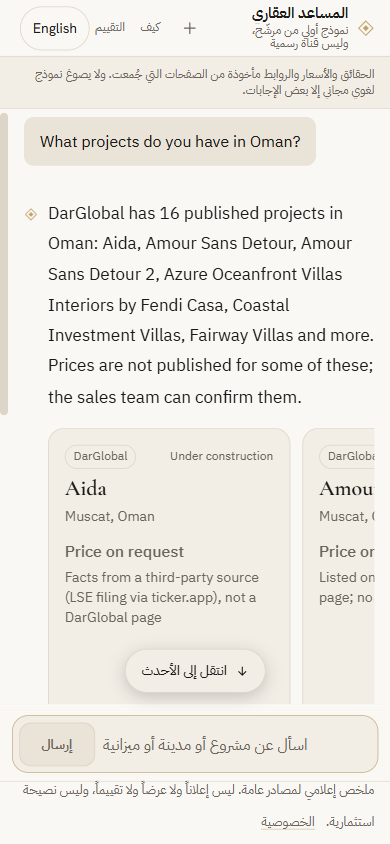 المساعد العقاري
نموذج أولي من مرشّح،
وليس قناة رسمية
+
كيف
التقييم
English
الحقائق والأسعار والروابط مأخوذة من الصفحات التي جُمعت. ولا يصوغ نموذج
لغوي مجاني إلا بعض الإجابات.
What projects do you have in Oman?
DarGlobal has 16 published projects in
Oman: Aida, Amour Sans Detour, Amour
Sans Detour 2, Azure Oceanfront Villas
Interiors by Fendi Casa, Coastal
Investment Villas, Fairway Villas and more.
Prices are not published for some of these;
the sales team can confirm them.
DarGlobal
Under construction
Aida
Muscat, Oman
Price on request
Facts from a third-party source
(LSE filing via ticker.app), not a
DarGlobal page
DarGloba
Amou
Muscat, 
Price or
Listed on
page; no
انتقل إلى الأحدث ↓
اسأل عن مشروع أو مدينة أو ميزانية
إرسال
ملخص إعلامي لمصادر عامة. ليس إعلاناً ولا عرضاً ولا تقييماً، وليس نصيحة
استثمارية. الخصوصية